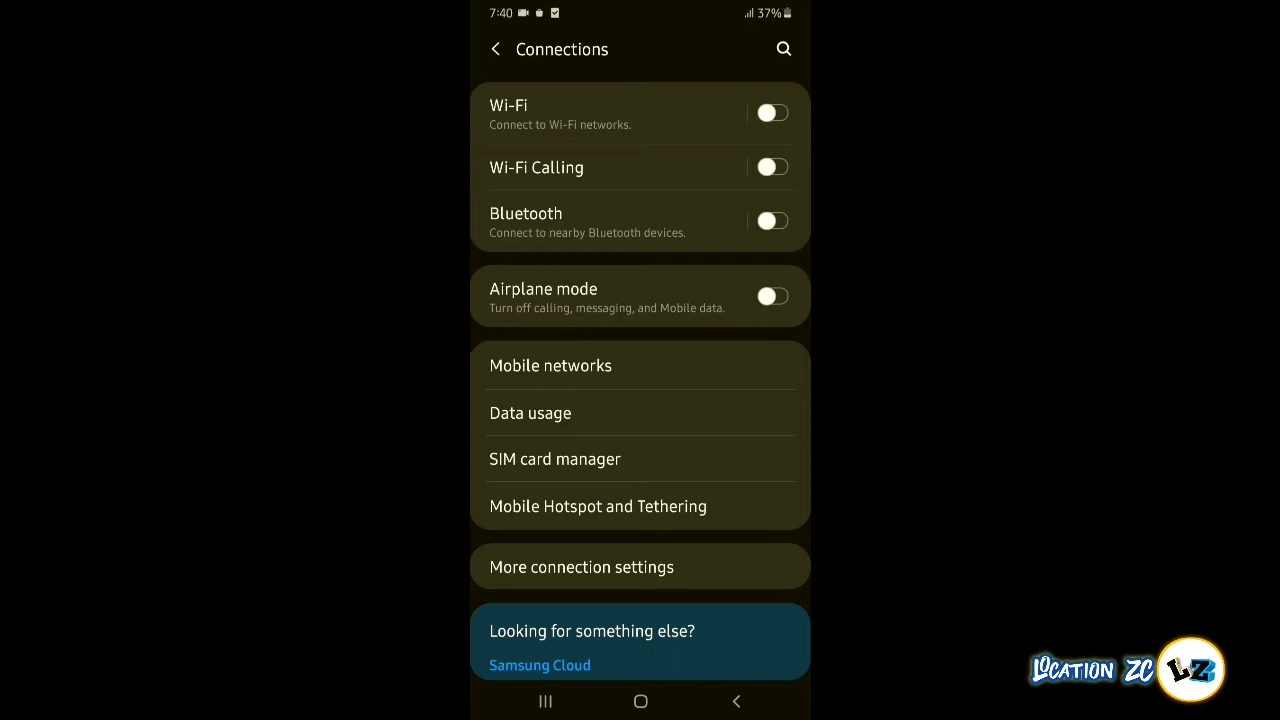 7:40 37%
Connections
Wi-Fi
Connect to Wi-Fi networks.
Wi-Fi Calling
Bluetooth
Connect to nearby Bluetooth devices.
Airplane mode
Turn off calling, messaging, and Mobile data.
Mobile networks
Data usage
SIM card manager
Mobile Hotspot and Tethering
More connection settings
Looking for something else?
Samsung Cloud
LOCATION ZC LZ